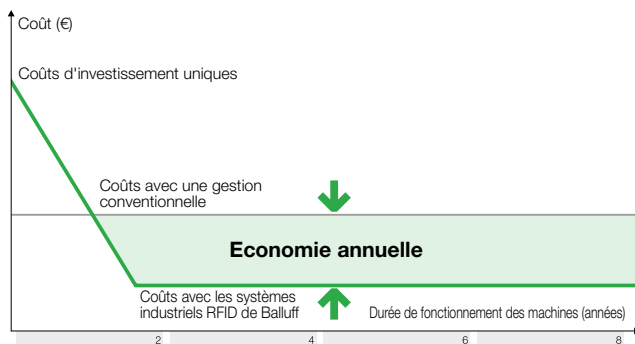 Coût (€)
Coûts d'investissement uniques
Coûts avec une gestion
conventionnelle
Economie annuelle
Coûts avec les systèmes
industriels RFID de Balluff
Durée de fonctionnement des machines (années)
2
4
6
8